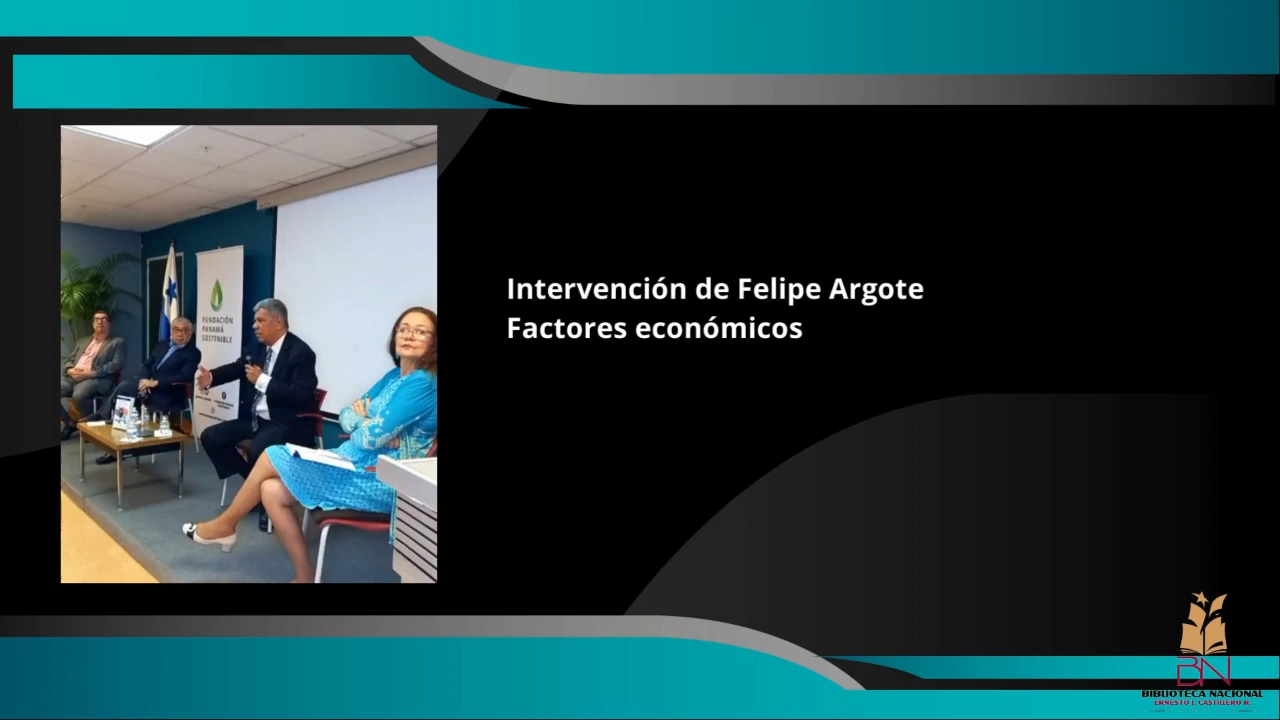 Intervención de Felipe Argote
Factores económicos
FUNDACIÓN
PANAMÁ
SOSTENIBLE
BN
BIBLIOTECA NACIONAL
ERNESTO J. CASTILLERO R.